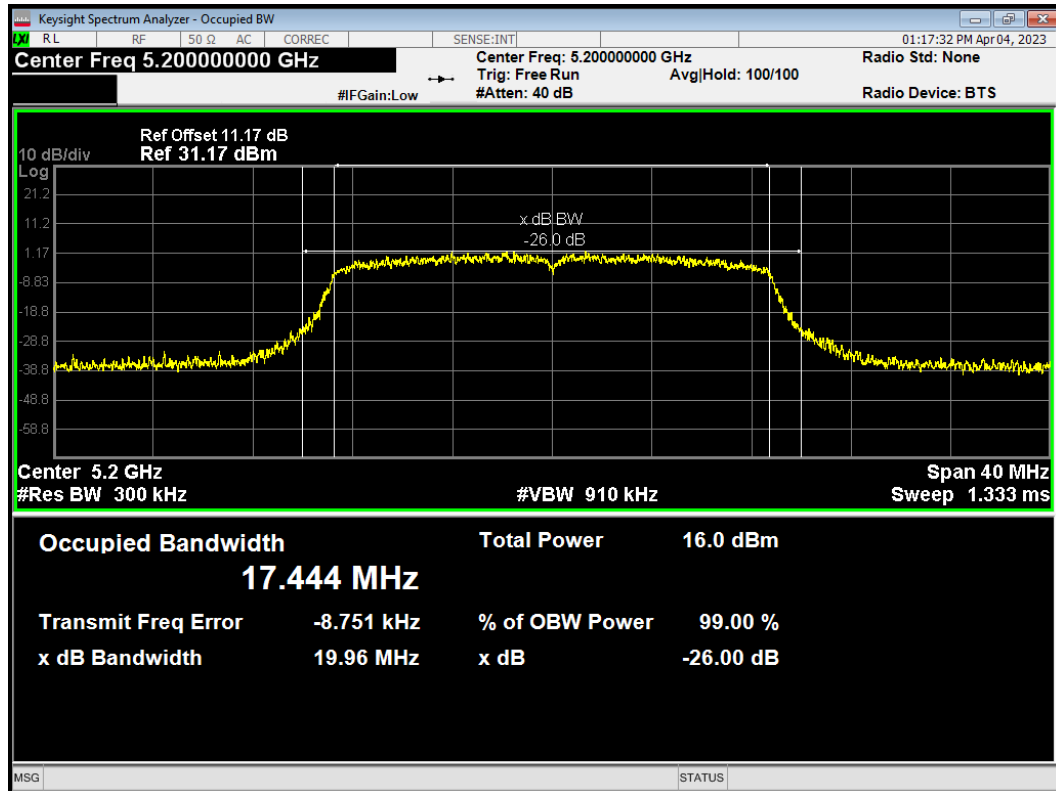 Keysight Spectrum Analyzer - Occupied BW
LXI RL RF 50 Ω AC CORREC SENSE:INT 01:17:32 PM Apr 04, 2023
Center Freq 5.200000000 GHz
Center Freq: 5.200000000 GHz Radio Std: None
Trig: Free Run Avg|Hold: 100/100
#IFGain:Low #Atten: 40 dB Radio Device: BTS
Ref Offset 11.17 dB
10 dB/div Ref 31.17 dBm
Log
21.2
11.2
x dB BW
-26.0 dB
1.17
-8.83
-18.8
-28.8
-38.8
-48.8
-58.8
Center 5.2 GHz Span 40 MHz
#Res BW 300 kHz #VBW 910 kHz Sweep 1.333 ms
Occupied Bandwidth Total Power 16.0 dBm
17.444 MHz
Transmit Freq Error -8.751 kHz % of OBW Power 99.00 %
x dB Bandwidth 19.96 MHz x dB -26.00 dB
MSG STATUS